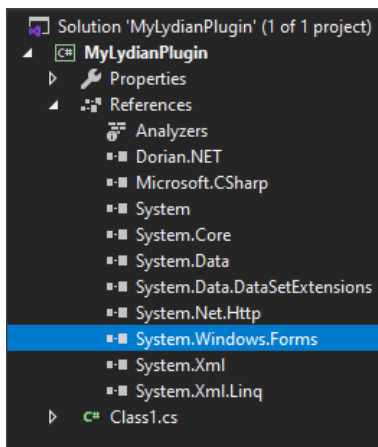 Solution 'MyLydianPlugin' (1 of 1 project)
C# MyLydianPlugin
Properties
References
Analyzers
Dorian.NET
Microsoft.CSharp
System
System.Core
System.Data
System.Data.DataSetExtensions
System.Net.Http
System.Windows.Forms
System.Xml
System.Xml.Linq
C# Class1.cs